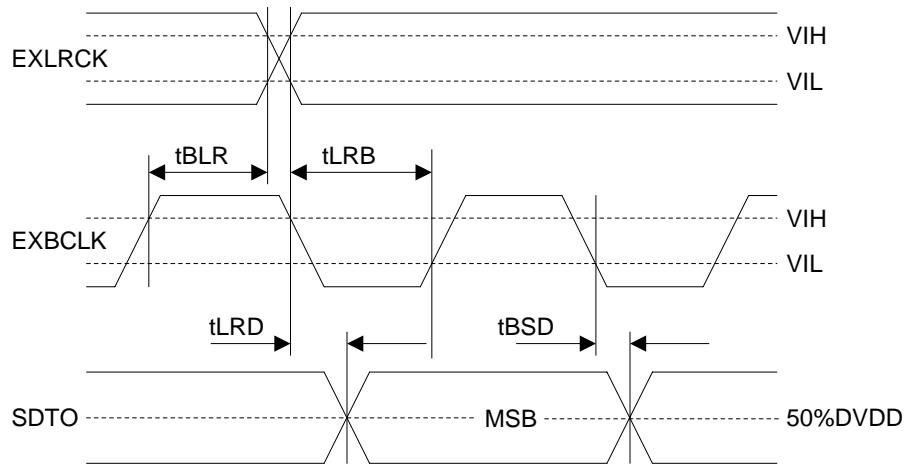 VIH
EXLRCK
VIL
tBLR tLRB
VIH
EXBCLK
VIL
tLRD tBSD
SDTO MSB 50%DVDD